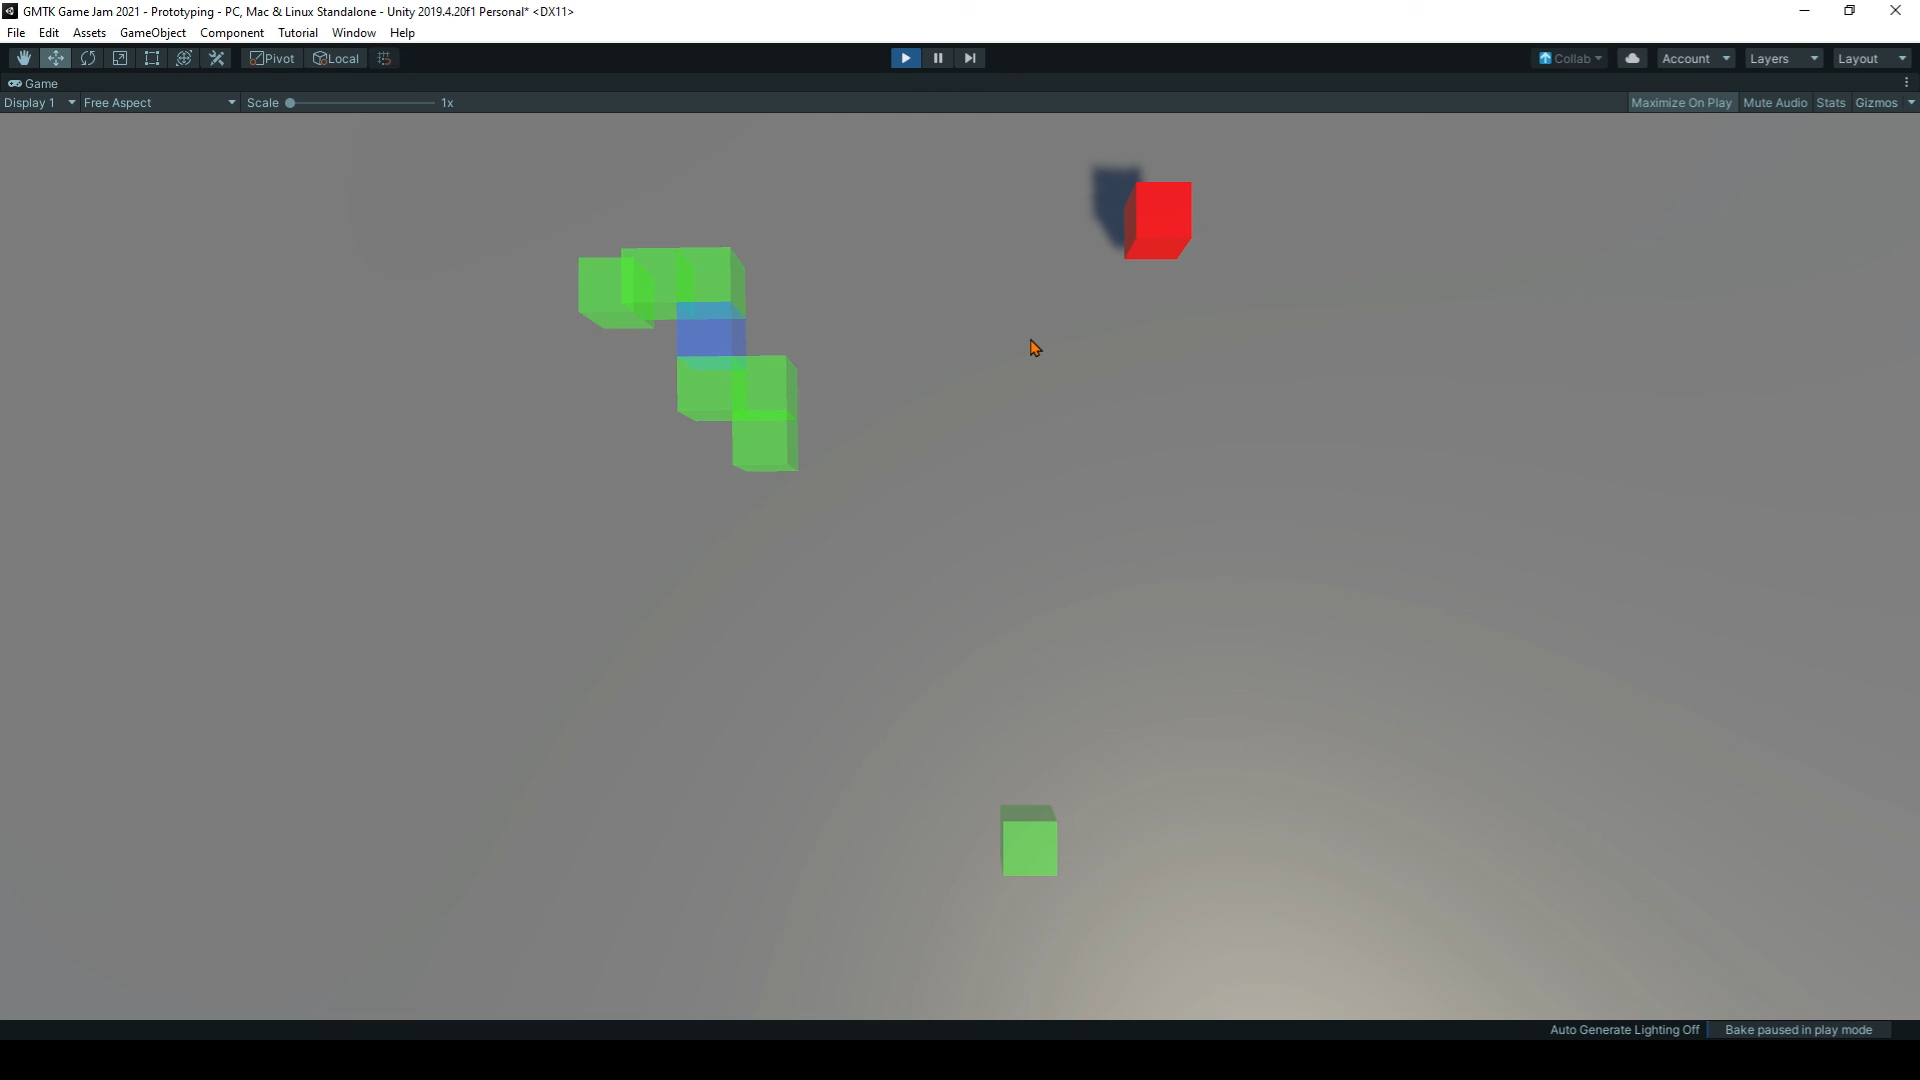 GMTK Game Jam 2021 - Prototyping - PC, Mac & Linux Standalone - Unity 2019.4.20f1 Personal* <DX11>
File Edit Assets GameObject Component Tutorial Window Help
Pivot Local Collab Account Layers Layout
Game
Display 1 Free Aspect Scale 1x Maximize On Play Mute Audio Stats Gizmos
Auto Generate Lighting Off Bake paused in play mode